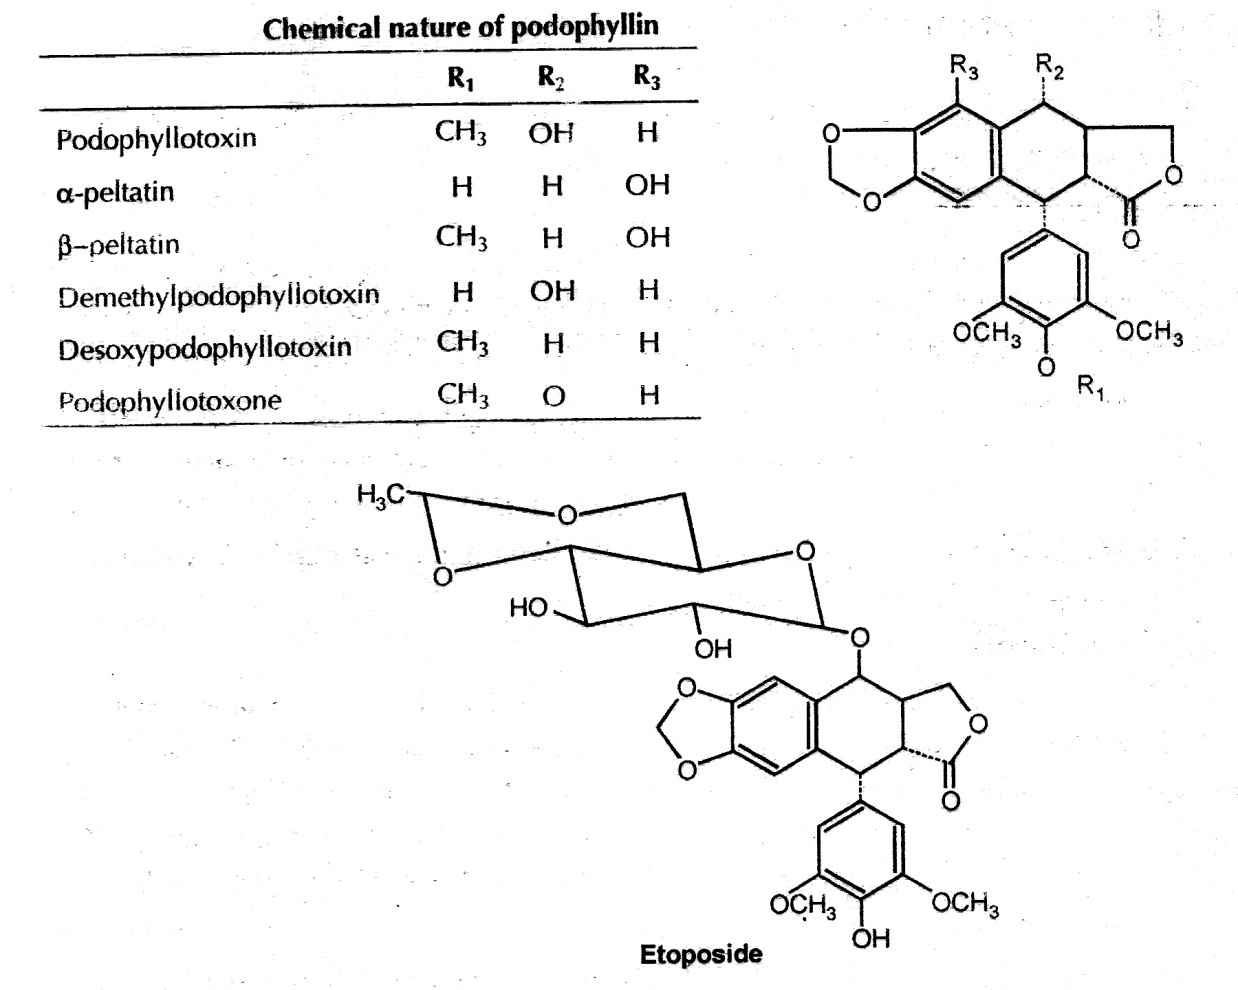 Chemical nature of podophyllin
R₁ R₂ R₃
Podophyllotoxin CH₃ OH H
α-peltatin H H OH
β-peltatin CH₃ H OH
Demethylpodophyllotoxin H OH H
Desoxypodophyllotoxin CH₃ H H
Podophyllotoxone CH₃ O H
R₃ R₂
O
O
O
O
OCH₃ OCH₃
O
R₁
H₃C
O
O
O
HO
OH
O
O
O
O
O
OCH₃ OCH₃
OH
Etoposide